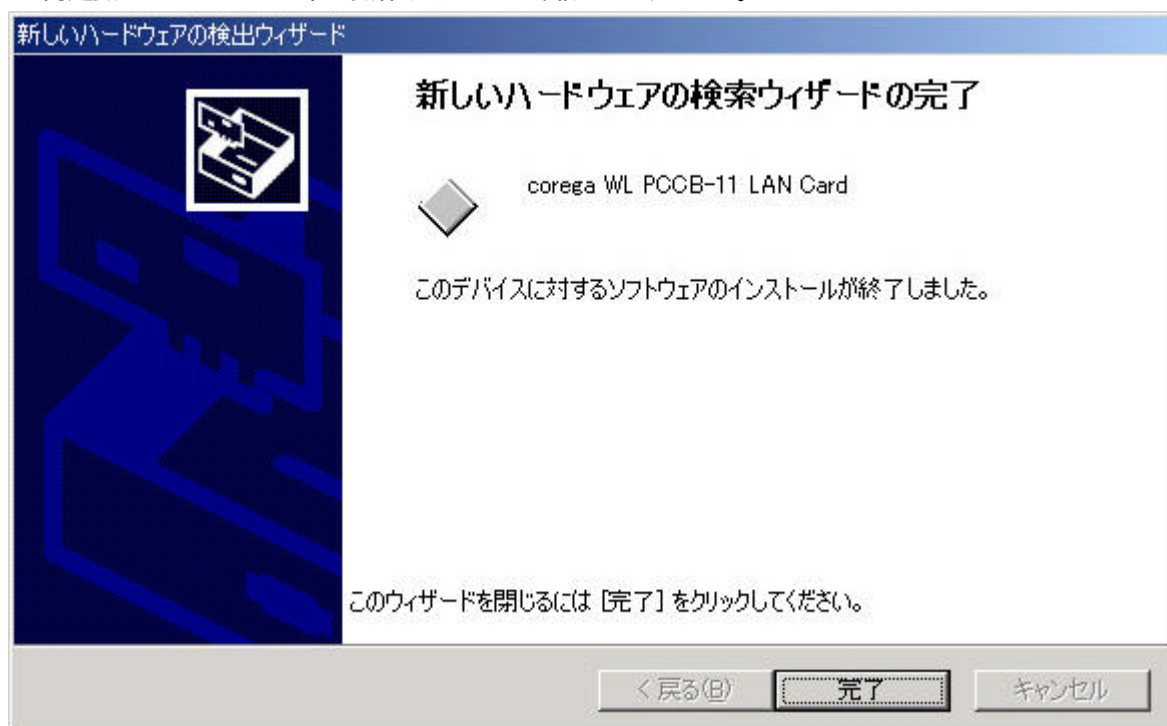 新しいハードウェアの検出ウィザード
新しいハードウェアの検索ウィザードの完了
corega WL PCCB-11 LAN Card
このデバイスに対するソフトウェアのインストールが終了しました。
このウィザードを閉じるには [完了] をクリックしてください。
< 戻る(B)
完了
キャンセル